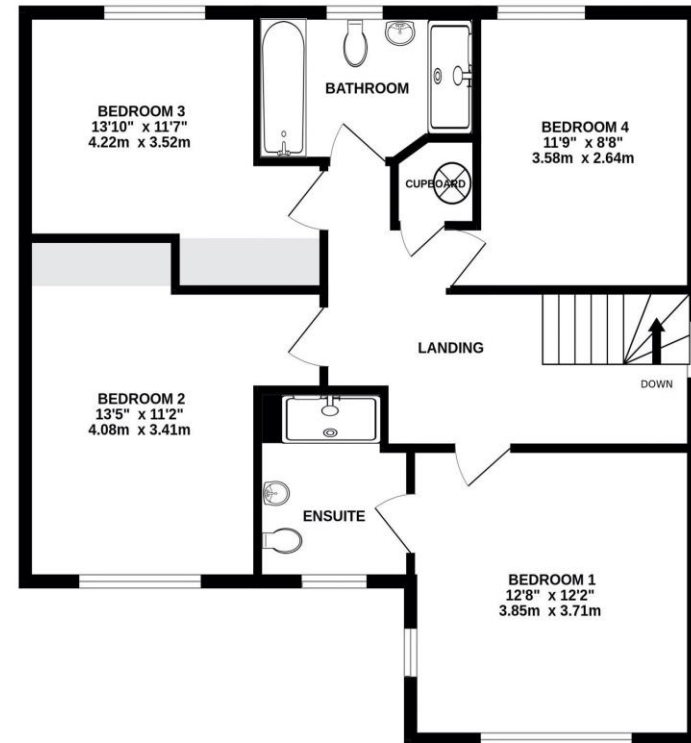 BEDROOM 3
13'10" x 11'7"
4.22m x 3.52m
BATHROOM
BEDROOM 4
11'9" x 8'8"
3.58m x 2.64m
CUPBOARD
LANDING
DOWN
BEDROOM 2
13'5" x 11'2"
4.08m x 3.41m
ENSUITE
BEDROOM 1
12'8" x 12'2"
3.85m x 3.71m